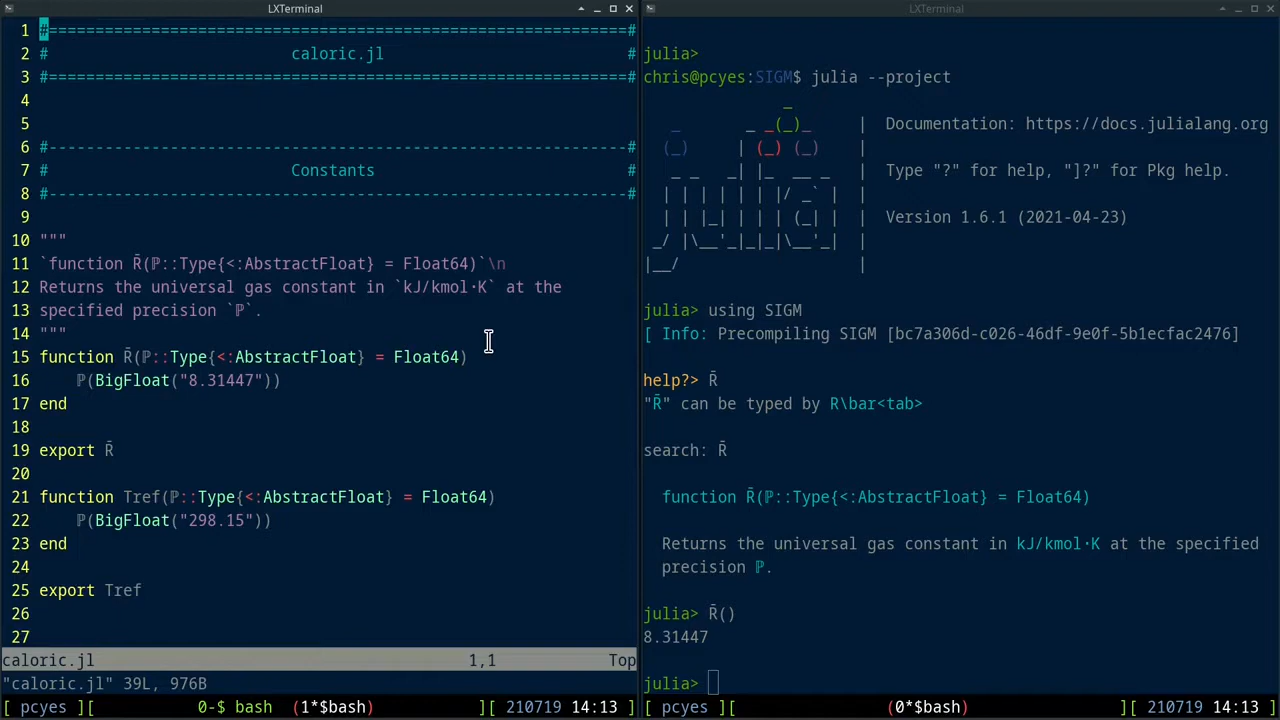 LXTerminal
1 #===============================================================#
2 # caloric.jl #
3 #===============================================================#
4
5
6 #---------------------------------------------------------------#
7 # Constants #
8 #---------------------------------------------------------------#
9
10 """
11 `function R̄(ℙ::Type{<:AbstractFloat} = Float64)`\n
12 Returns the universal gas constant in `kJ/kmol⋅K` at the
13 specified precision `ℙ`.
14 """
15 function R̄(ℙ::Type{<:AbstractFloat} = Float64)
16     ℙ(BigFloat("8.31447"))
17 end
18
19 export R̄
20
21 function Tref(ℙ::Type{<:AbstractFloat} = Float64)
22     ℙ(BigFloat("298.15"))
23 end
24
25 export Tref
26
27
caloric.jl 1,1 Top
"caloric.jl" 39L, 976B
[ pcyes ][ 0-$ bash (1*$bash) ][ 210719 14:13 ]
LXTerminal
julia>
chris@pcyes:SIGM$ julia --project
               _
   _       _ _(_)_     |  Documentation: https://docs.julialang.org
  (_)     | (_) (_)    |
   _ _   _| |_  __ _   |  Type "?" for help, "]?" for Pkg help.
  | | | | | | |/ _` |  |
  | | |_| | | | (_| |  |  Version 1.6.1 (2021-04-23)
 _/ |\__'_|_|_|\__'_|  |
|__/                   |
julia> using SIGM
[ Info: Precompiling SIGM [bc7a306d-c026-46df-9e0f-5b1ecfac2476]
help?> R̄
"R̄" can be typed by R\bar<tab>
search: R̄
function R̄(ℙ::Type{<:AbstractFloat} = Float64)
Returns the universal gas constant in kJ/kmol⋅K at the specified
precision ℙ.
julia> R̄()
8.31447
julia>
[ pcyes ][ (0*$bash) ][ 210719 14:13 ]